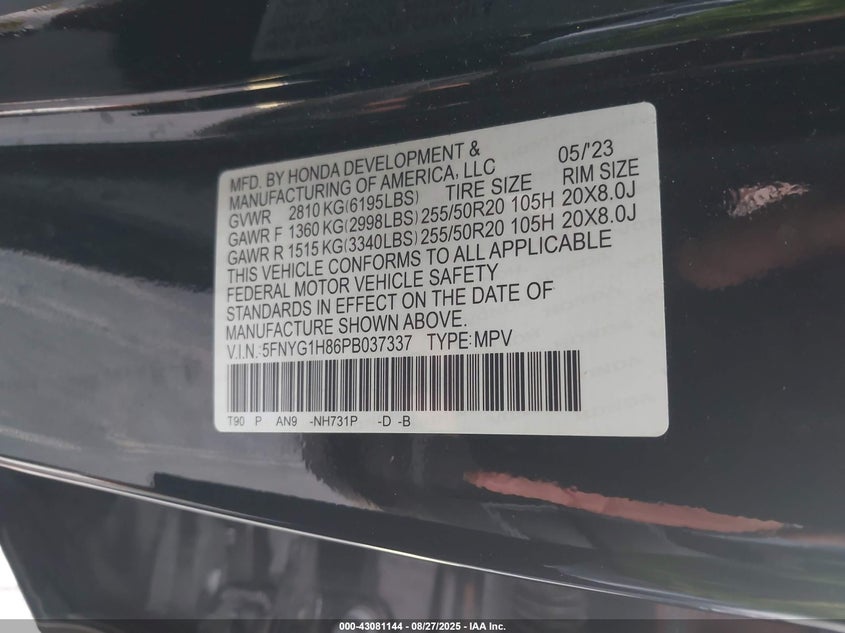 MFD. BY HONDA DEVELOPMENT & 05/'23
MANUFACTURING OF AMERICA, LLC
GVWR 2810 KG(6195LBS) TIRE SIZE RIM SIZE
GAWR F 1360 KG(2998LBS) 255/50R20 105H 20X8.0J
GAWR R 1515 KG(3340LBS) 255/50R20 105H 20X8.0J
THIS VEHICLE CONFORMS TO ALL APPLICABLE
FEDERAL MOTOR VEHICLE SAFETY
STANDARDS IN EFFECT ON THE DATE OF
MANUFACTURE SHOWN ABOVE.
V.I.N.:5FNYG1H86PB037337 TYPE:MPV
T90 P AN9 -NH731P -D -B
000-43081144 - 08/27/2025 - IAA Inc.